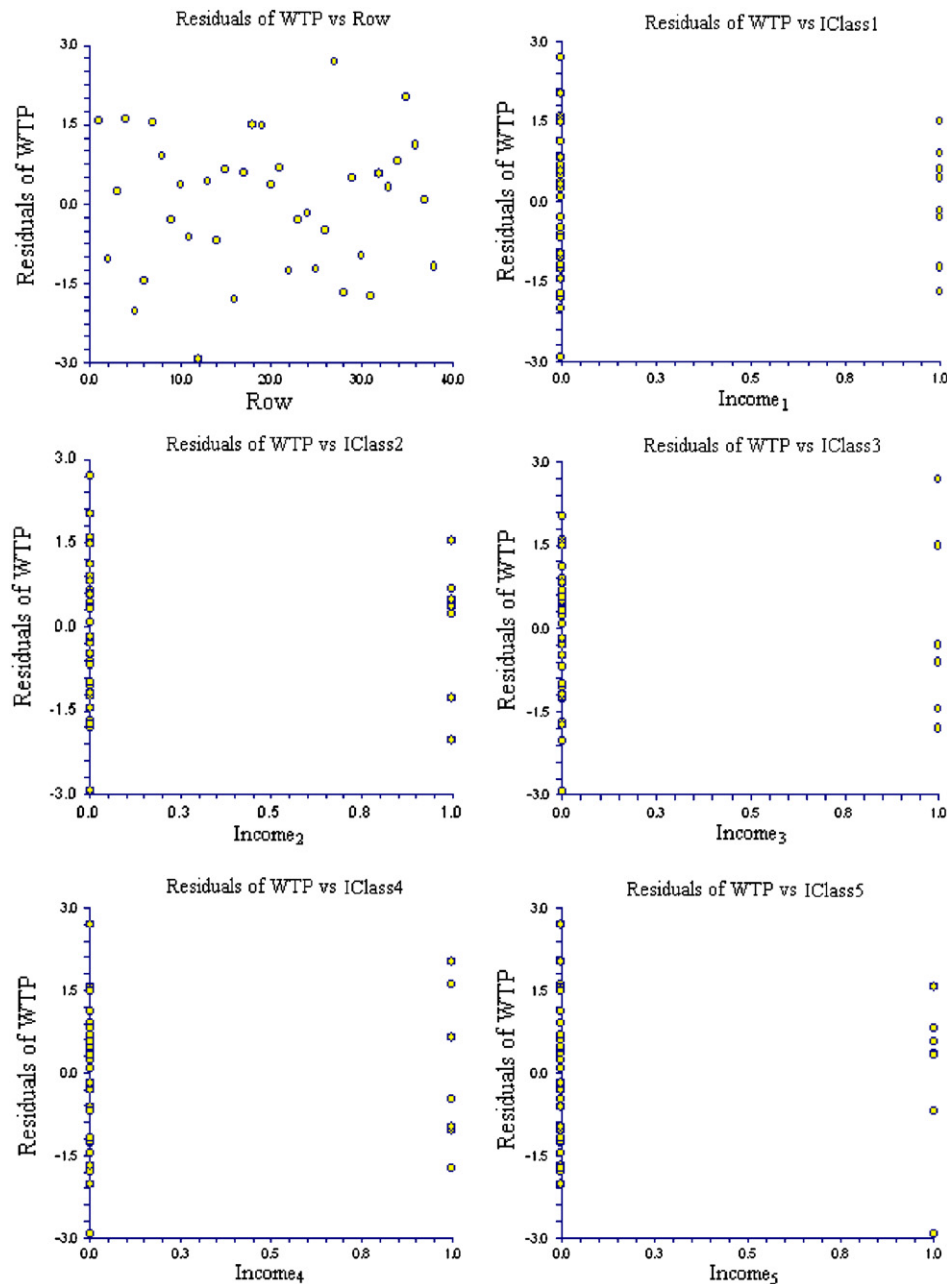 Residuals of WTP vs Row
Residuals of WTP
3.0
1.5
0.0
-1.5
-3.0
0.0 10.0 20.0 30.0 40.0
Row
Residuals of WTP vs IClass1
Residuals of WTP
3.0
1.5
0.0
-1.5
-3.0
0.0 0.3 0.5 0.8 1.0
Income1
Residuals of WTP vs IClass2
Residuals of WTP
3.0
1.5
0.0
-1.5
-3.0
0.0 0.3 0.5 0.8 1.0
Income2
Residuals of WTP vs IClass3
Residuals of WTP
3.0
1.5
0.0
-1.5
-3.0
0.0 0.3 0.5 0.8 1.0
Income3
Residuals of WTP vs IClass4
Residuals of WTP
3.0
1.5
0.0
-1.5
-3.0
0.0 0.3 0.5 0.8 1.0
Income4
Residuals of WTP vs IClass5
Residuals of WTP
3.0
1.5
0.0
-1.5
-3.0
0.0 0.3 0.5 0.8 1.0
Income5